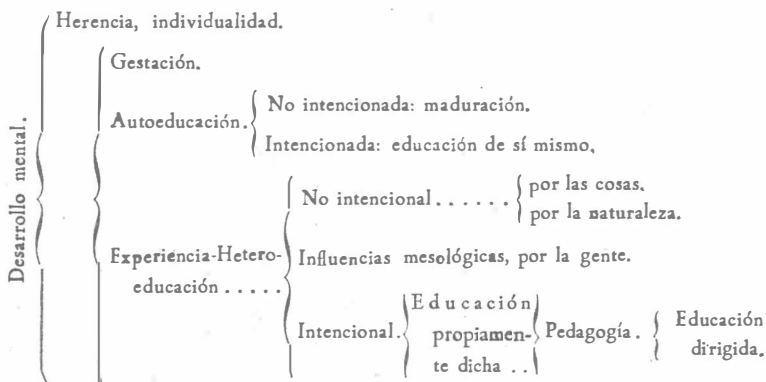 Herencia, individualidad.
Gestación.
No intencionada: maduración.
Autoeducación.
Intencionada: educación de sí mismo,
Desarrollo mental.
No intencional ...... por las cosas.
por la naturaleza.
Experiencia-Hetero-
educación .....
Influencias mesológicas, por la gente.
Intencional.
Educación
propiamen-
te dicha ..
Pedagogía.
Educación
dirigida.